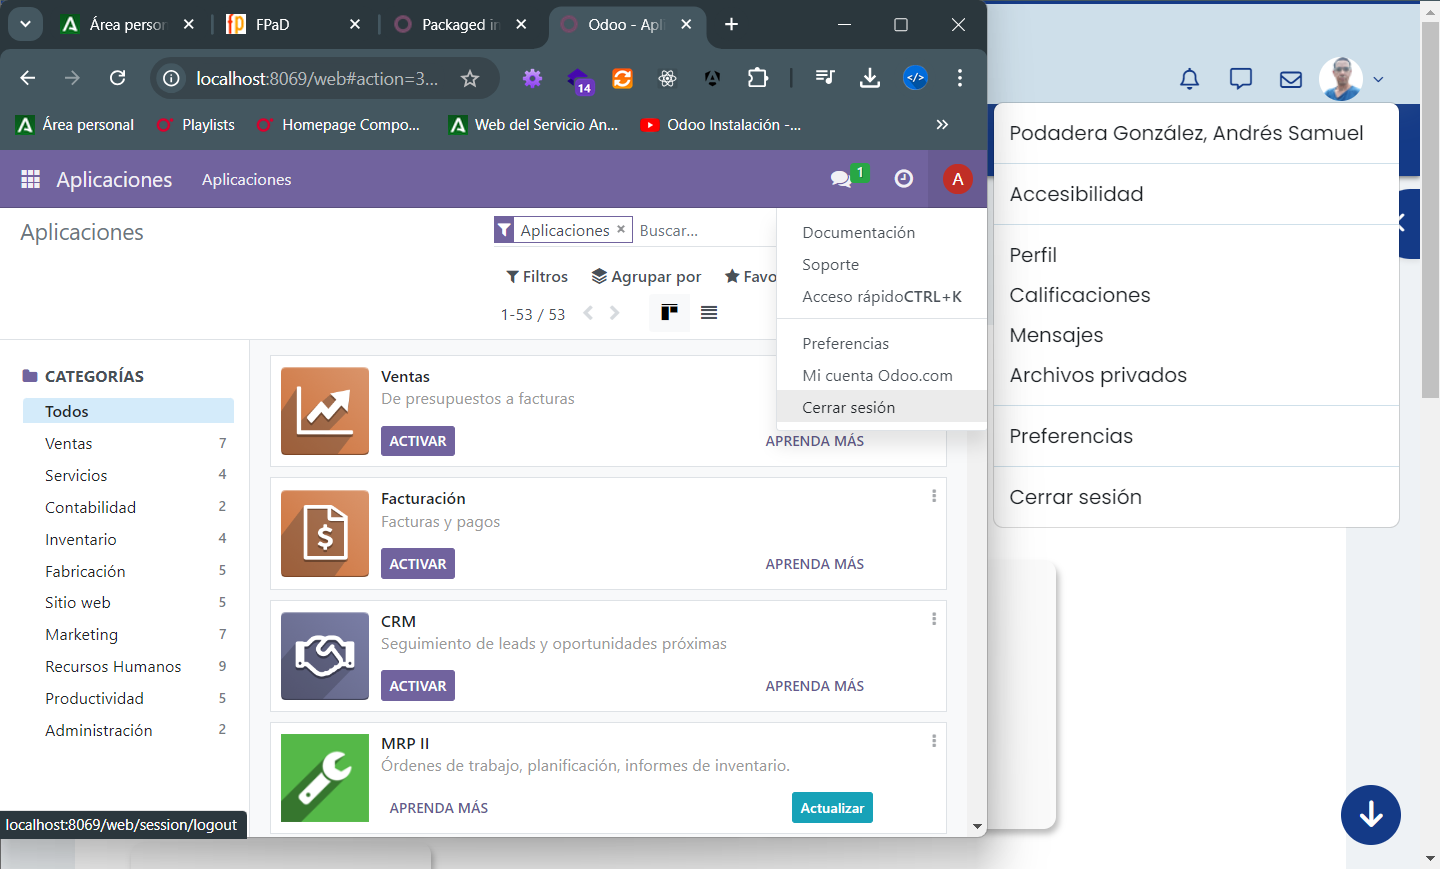 Área person
FPaD
Packaged in
Odoo - Apli
localhost:8069/web#action=3...
14
Área personal
Playlists
Homepage Compo...
Web del Servicio An...
Odoo Instalación -...
Aplicaciones
Aplicaciones
1
A
Aplicaciones
Aplicaciones ×
Buscar...
Filtros
Agrupar por
Favo
1-53 / 53
Documentación
Soporte
Acceso rápidoCTRL+K
Preferencias
Mi cuenta Odoo.com
Cerrar sesión
CATEGORÍAS
Todos
Ventas 7
Servicios 4
Contabilidad 2
Inventario 4
Fabricación 5
Sitio web 5
Marketing 7
Recursos Humanos 9
Productividad 5
Administración 2
Ventas
De presupuestos a facturas
ACTIVAR
APRENDA MÁS
Facturación
Facturas y pagos
ACTIVAR
APRENDA MÁS
CRM
Seguimiento de leads y oportunidades próximas
ACTIVAR
APRENDA MÁS
MRP II
Órdenes de trabajo, planificación, informes de inventario.
APRENDA MÁS
Actualizar
localhost:8069/web/session/logout
Podadera González, Andrés Samuel
Accesibilidad
Perfil
Calificaciones
Mensajes
Archivos privados
Preferencias
Cerrar sesión